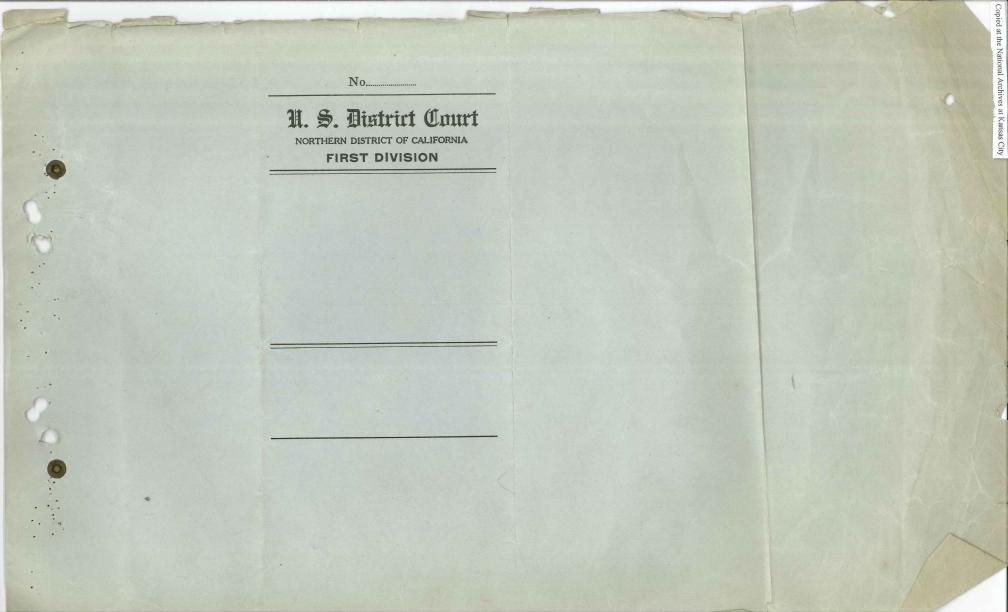 No.
U. S. District Court
NORTHERN DISTRICT OF CALIFORNIA
FIRST DIVISION
Copied at the National Archives at Kansas City